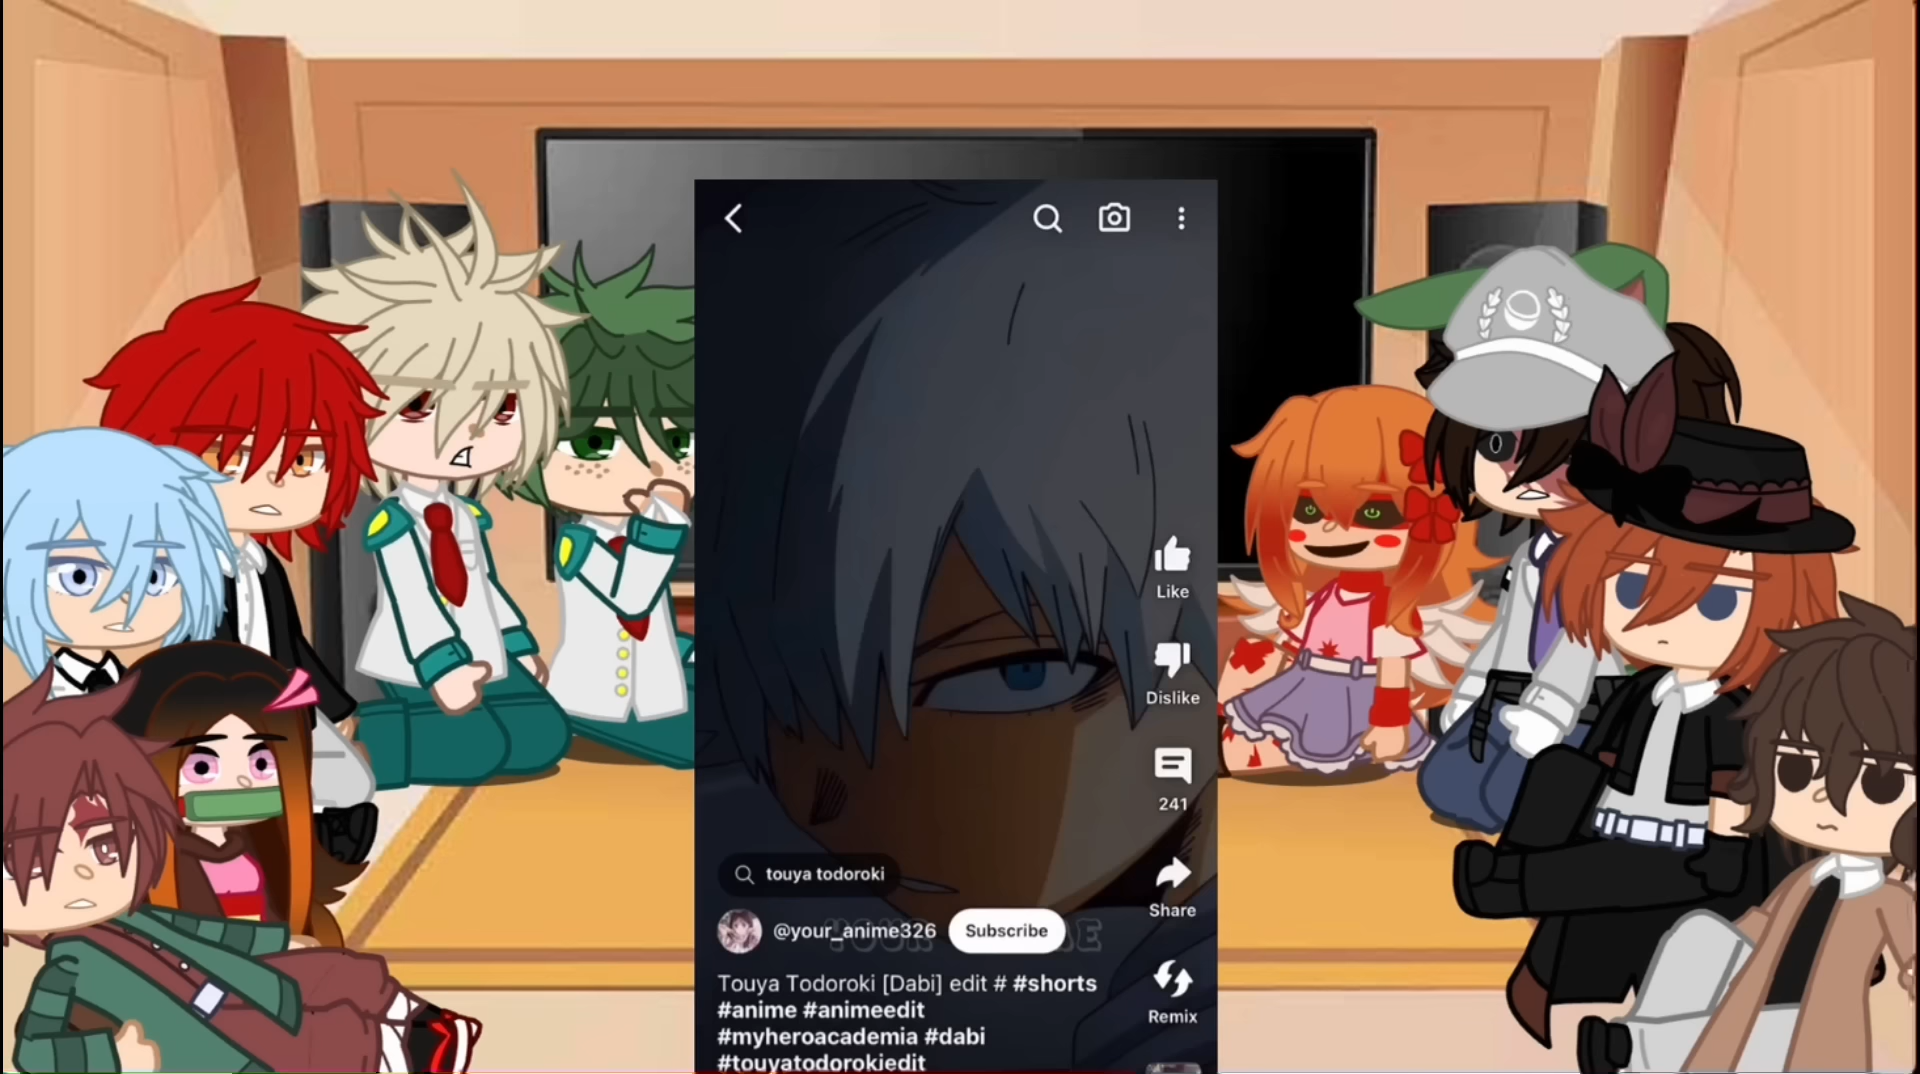 Like
Dislike
241
touya todoroki
Share
@your_anime326
Subscribe
Touya Todoroki [Dabi] edit # #shorts
#anime #animeedit
#myheroacademia #dabi
#touyatodorokiedit
Remix